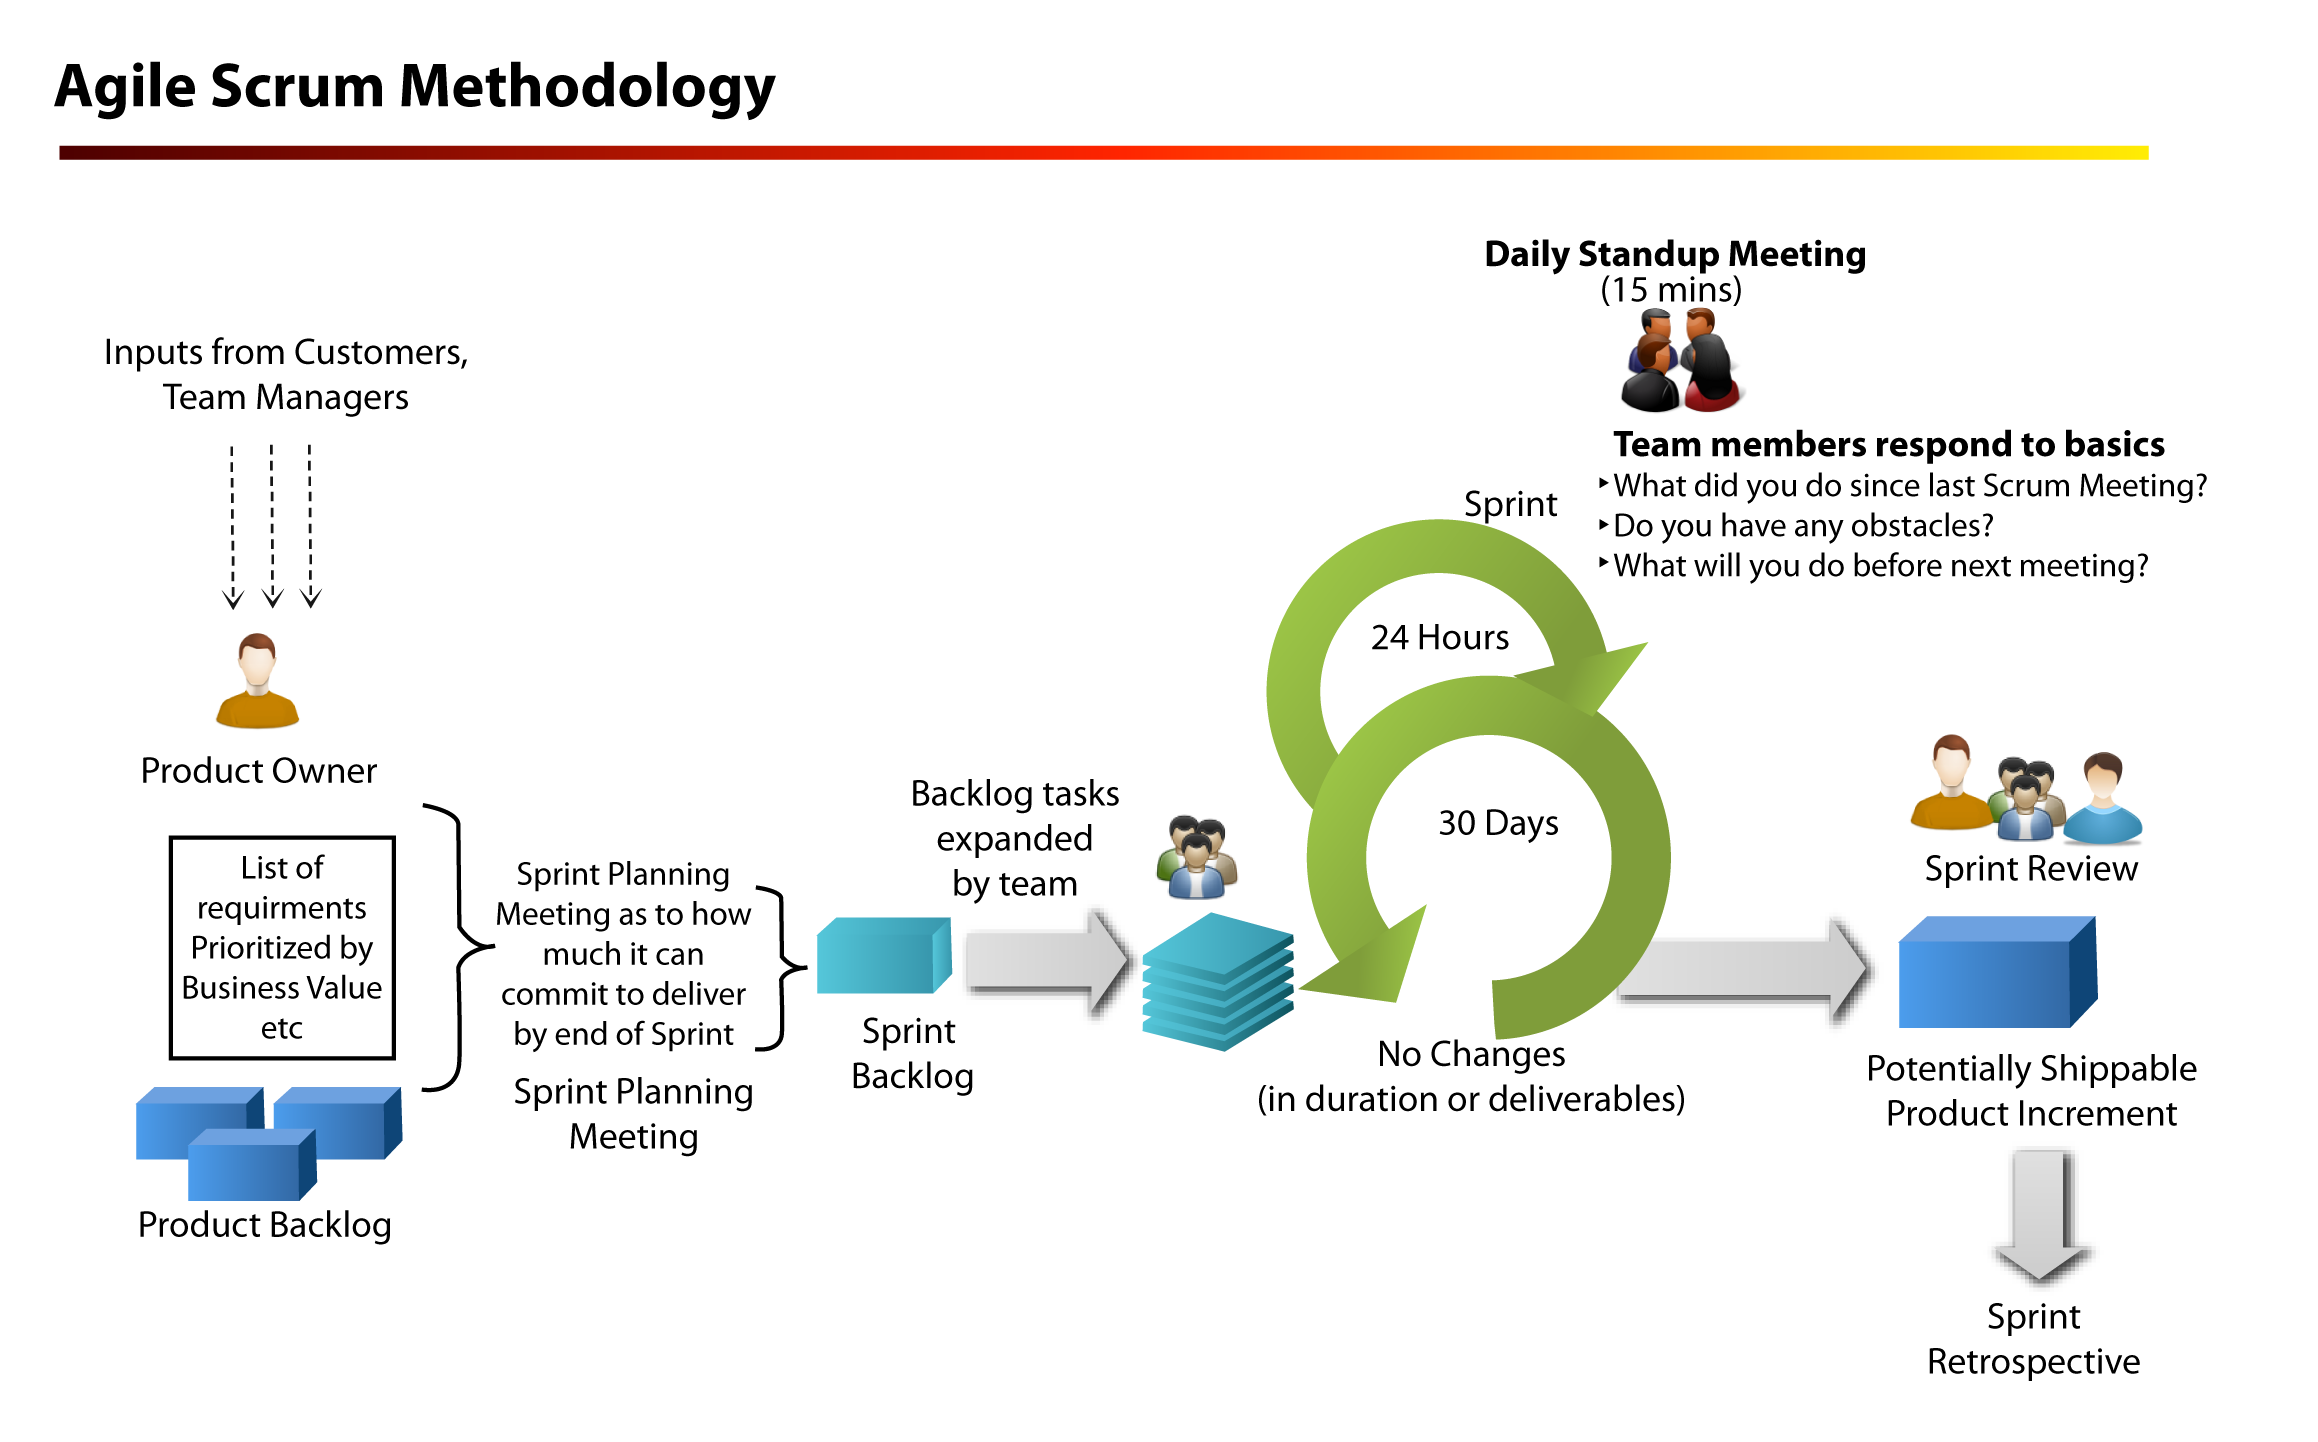 Agile Scrum Methodology
Inputs from Customers,
Team Managers
Product Owner
List of
requirments
Prioritized by
Business Value
etc
Product Backlog
Sprint Planning
Meeting as to how
much it can
commit to deliver
by end of Sprint
Sprint Planning
Meeting
Sprint
Backlog
Backlog tasks
expanded
by team
Daily Standup Meeting
(15 mins)
Team members respond to basics
‣What did you do since last Scrum Meeting?
‣Do you have any obstacles?
‣What will you do before next meeting?
Sprint
24 Hours
30 Days
No Changes
(in duration or deliverables)
Sprint Review
Potentially Shippable
Product Increment
Sprint
Retrospective